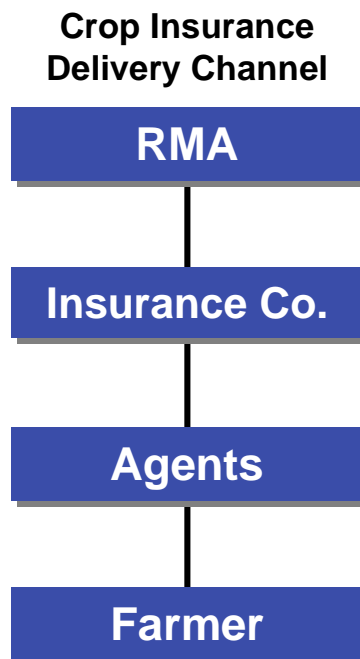 Crop Insurance
Delivery Channel
RMA
Insurance Co.
Agents
Farmer